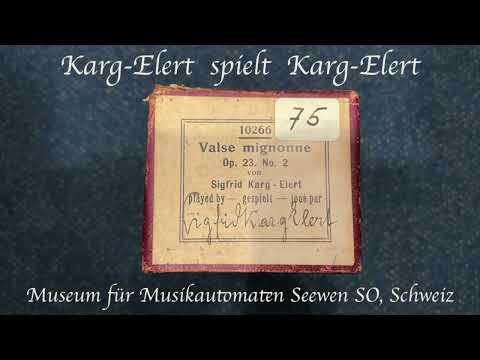 Karg-Elert spielt Karg-Elert
75
10266
Valse mignonne
Op. 23. No. 2
von
Sigfrid Karg - Elert
played by — gespielt — joué par
Sigfrid Karg Elert
Museum für Musikautomaten Seewen SO, Schweiz